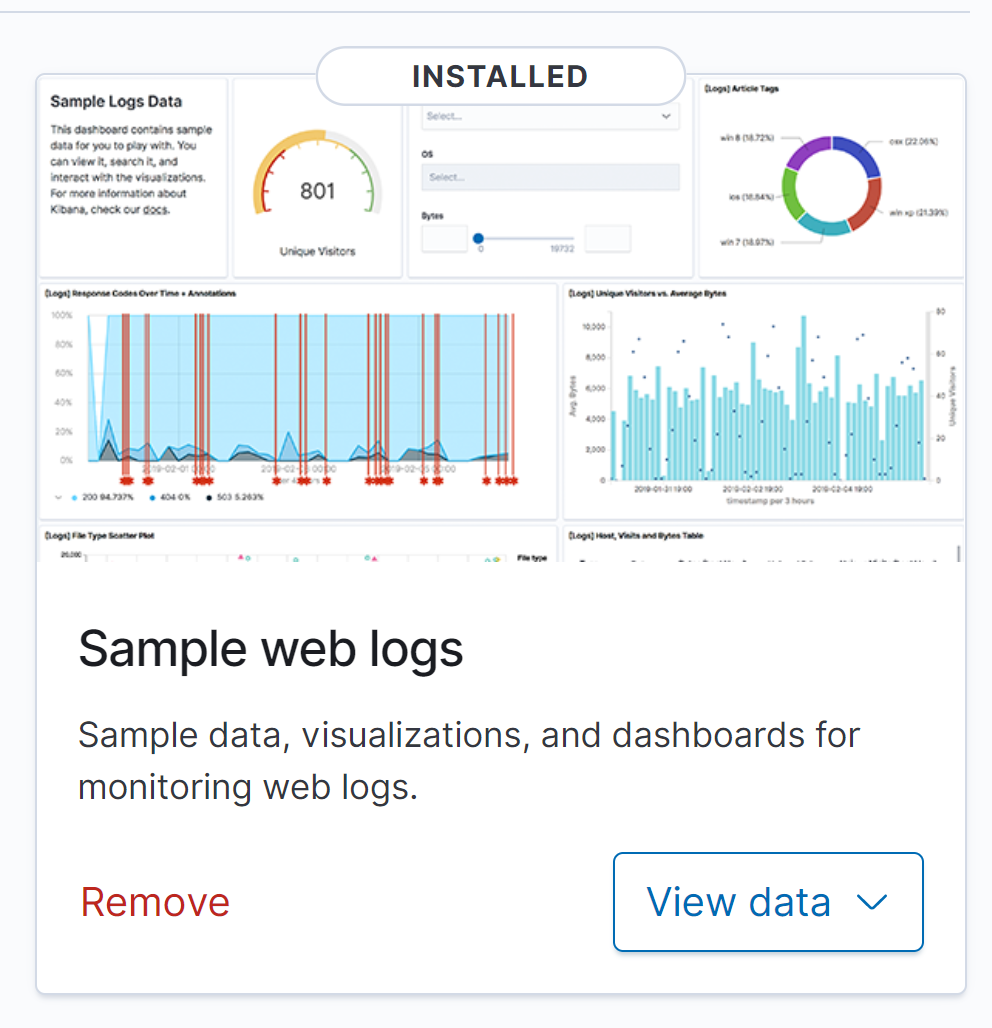 INSTALLED
Sample Logs Data
This dashboard contains sample
data for you to play with. You
can view it, search it, and
interact with the visualizations.
For more information about
Kibana, check our docs.
801
Unique Visitors
Select...
OS
Select...
Bytes
0
19732
[Logs] Article Tags
win 8 (18.72%)
osx (22.06%)
ios (18.84%)
win xp (21.39%)
win 7 (18.97%)
[Logs] Response Codes Over Time + Annotations
100%
80%
60%
40%
20%
0%
200 94.737%
404 0%
503 5.263%
[Logs] Unique Visitors vs. Average Bytes
10,000
8,000
6,000
4,000
2,000
0
Avg. Bytes
80
60
40
20
0
Unique Visitors
2019-01-31 19:00
2019-02-02 19:00
2019-02-04 19:00
timestamp per 3 hours
[Logs] File Type Scatter Plot
File type
[Logs] Host, Visits and Bytes Table
Sample web logs
Sample data, visualizations, and dashboards for
monitoring web logs.
Remove
View data